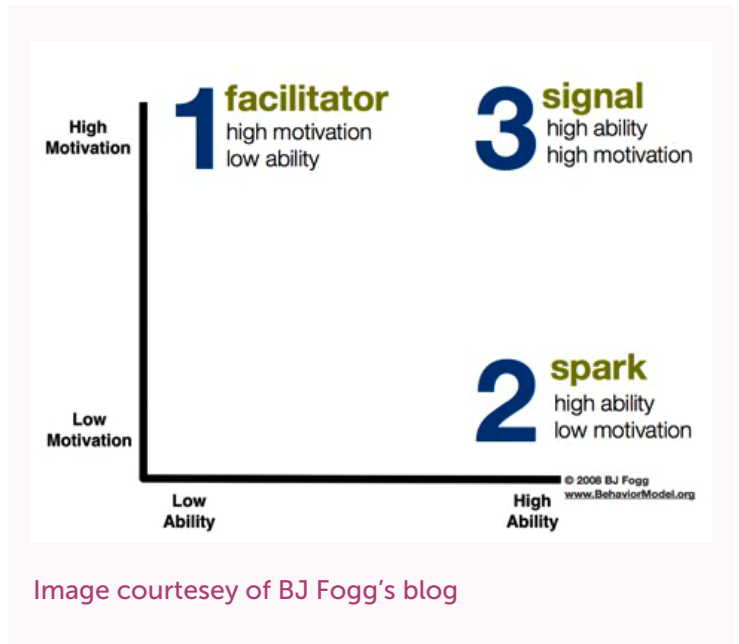 1 facilitator
high motivation
low ability
3 signal
high ability
high motivation
High
Motivation
2 spark
high ability
low motivation
Low
Motivation
© 2008 BJ Fogg
www.BehaviorModel.org
Low
Ability
High
Ability
Image courtesey of BJ Fogg’s blog